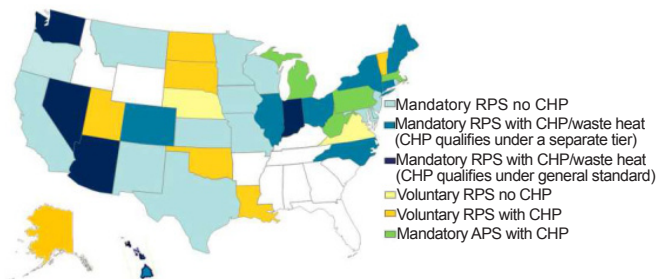 Mandatory RPS no CHP
Mandatory RPS with CHP/waste heat
(CHP qualifies under a separate tier)
Mandatory RPS with CHP/waste heat
(CHP qualifies under general standard)
Voluntary RPS no CHP
Voluntary RPS with CHP
Mandatory APS with CHP